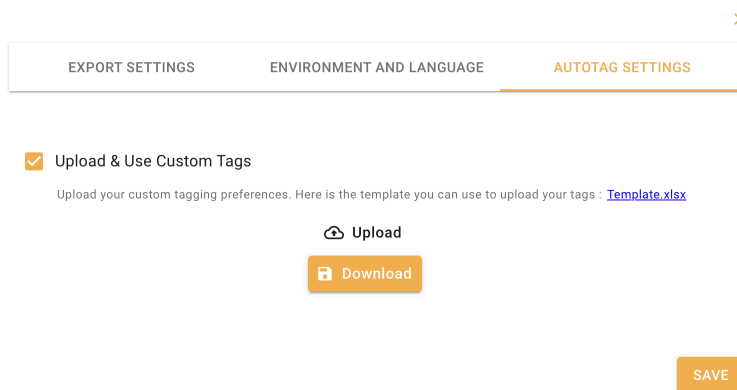 EXPORT SETTINGS ENVIRONMENT AND LANGUAGE AUTOTAG SETTINGS
Upload & Use Custom Tags
Upload your custom tagging preferences. Here is the template you can use to upload your tags : Template.xlsx
Upload
Download
SAVE